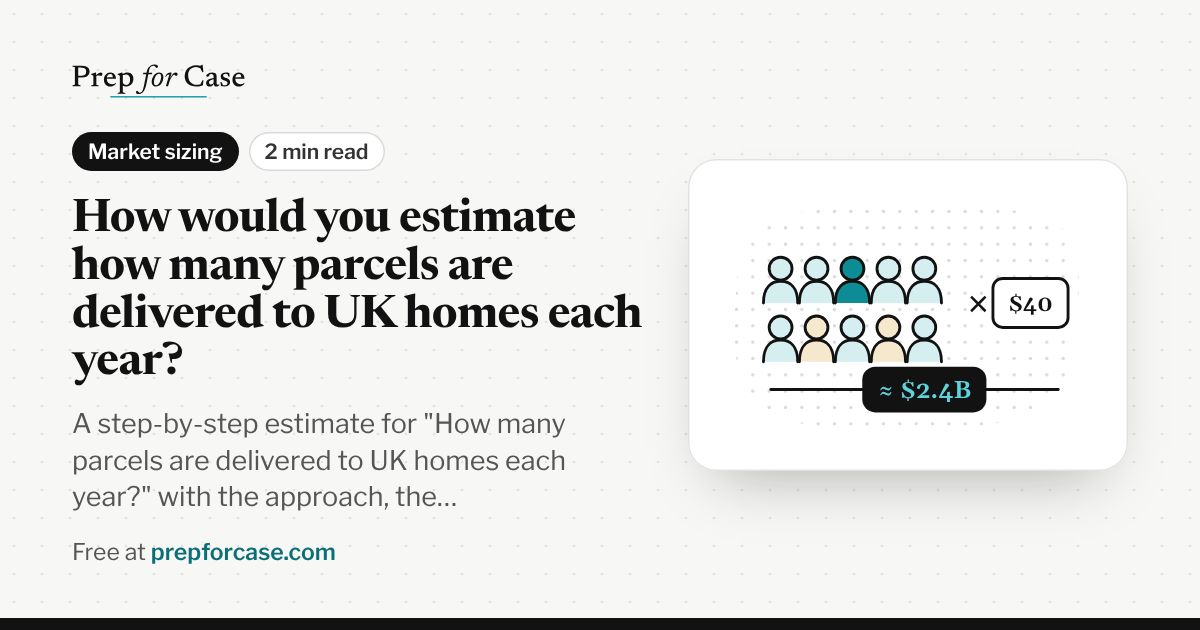 Prep for Case
Market sizing
2 min read
How would you estimate
how many parcels are
delivered to UK homes each
year?
A step-by-step estimate for "How many
parcels are delivered to UK homes each
year?" with the approach, the...
Free at prepforcase.com
× $40
≈ $2.4B